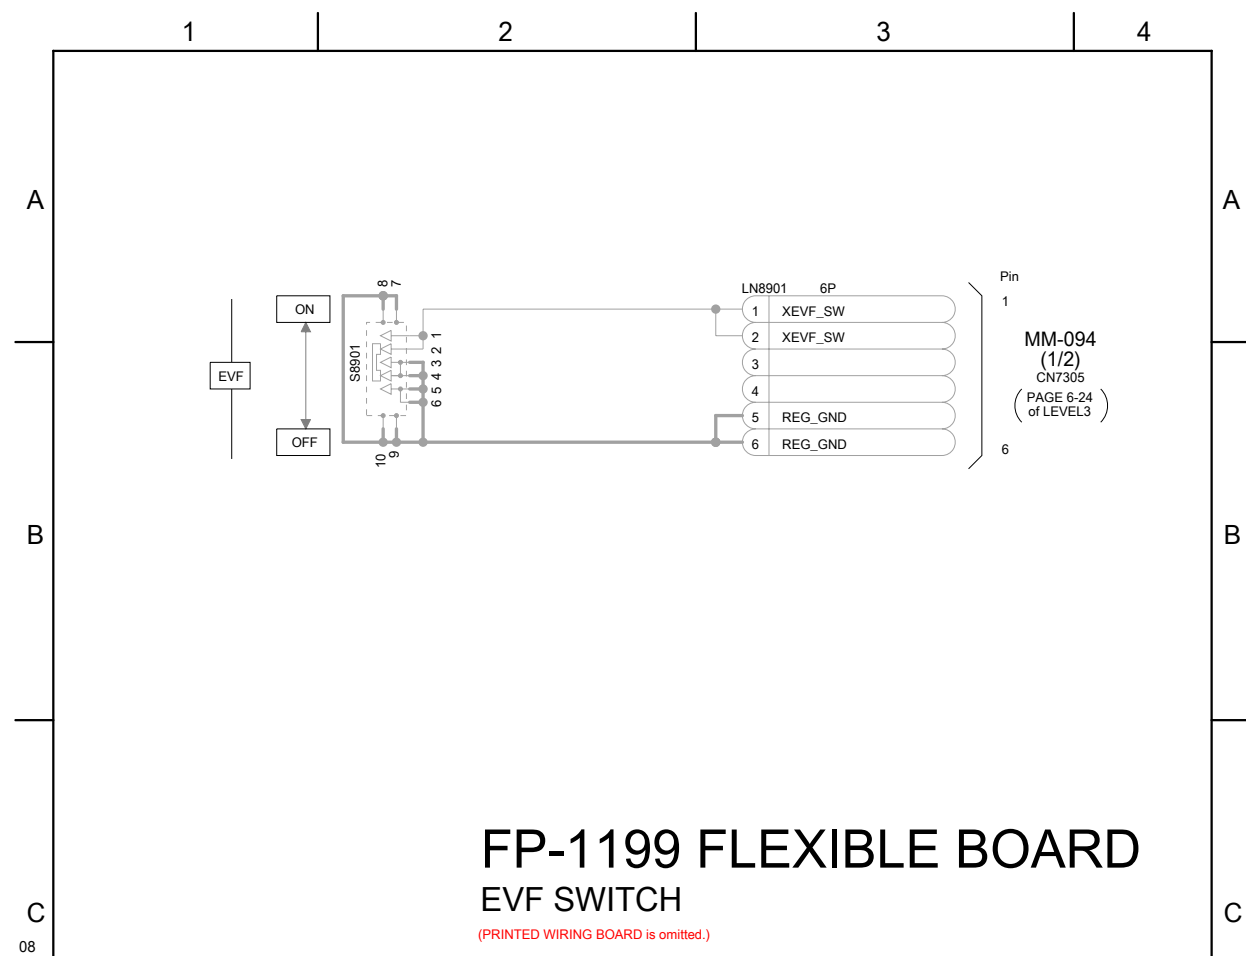 1 2 3 4
A A
8 7
LN8901 6P
Pin
ON
1 XEVF_SW
1
2 XEVF_SW
MM-094
(1/2)
CN7305
(PAGE 6-24
of LEVEL3)
S8901
1
2
3
4
5
6
EVF
3
4
5 REG_GND
OFF
6 REG_GND
6
10 9
B B
FP-1199 FLEXIBLE BOARD
EVF SWITCH
C C
(PRINTED WIRING BOARD is omitted.)
08